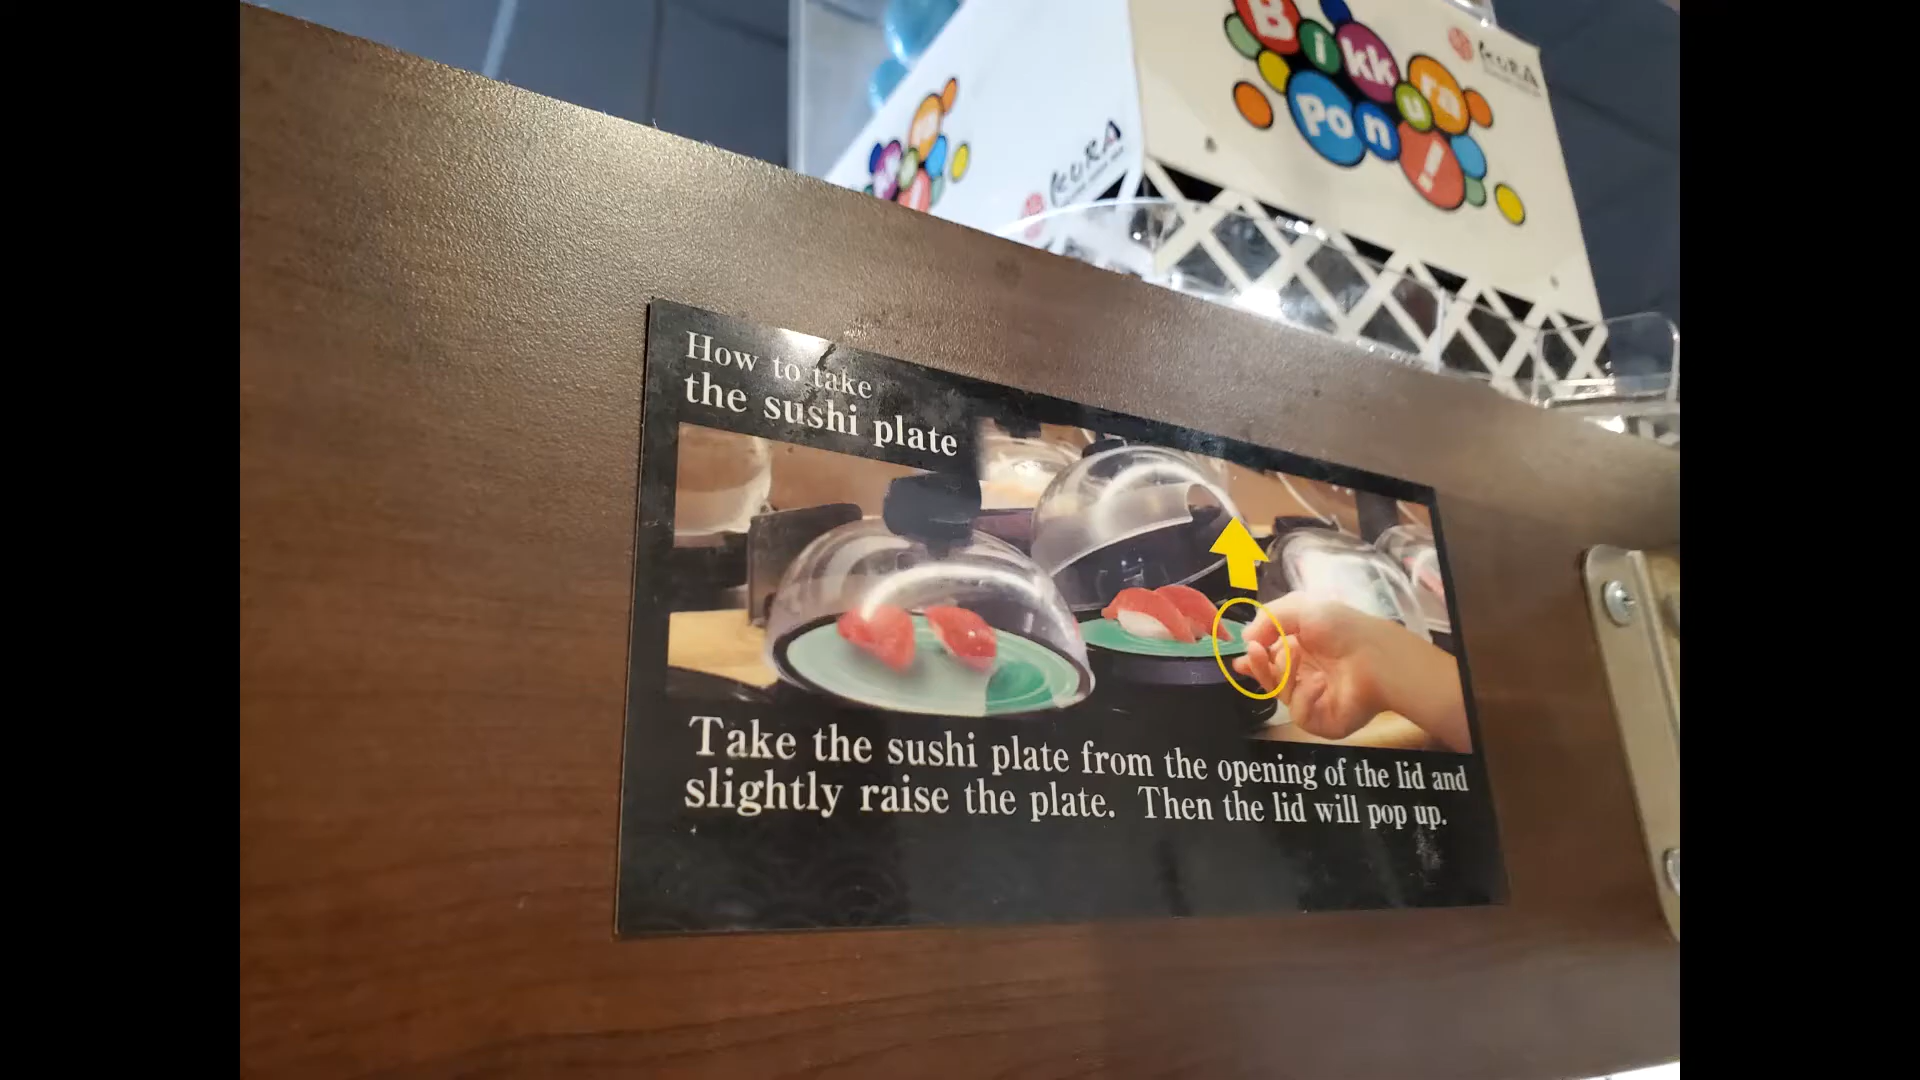 Bikkura
Pon!
KURA
KURA
How to take
the sushi plate
Take the sushi plate from the opening of the lid and
slightly raise the plate. Then the lid will pop up.